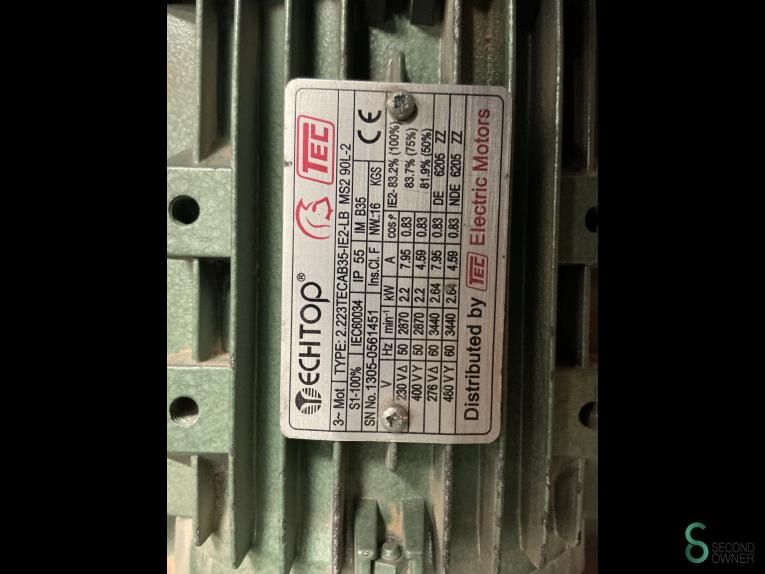 TECHTOP® TEC
3~ Mot TYPE: 2.223TECAB35-IE2-LB MS2 90L-2
S1-100% IEC60034 IP 55 IM B35
SN No. 1305-0561451 Ins.Cl. F NW.:16 KGS CE
V Hz min⁻¹ kW A cos φ IE2- 83.2% (100%)
230 V∆ 50 2870 2.2 7.95 0.83 83.7% (75%)
400 VY 50 2870 2.2 4.59 0.83 81.9% (50%)
276 V∆ 60 3440 2.64 7.95 0.83 DE 6205 ZZ
480 VY 60 3440 2.64 4.59 0.83 NDE 6205 ZZ
Distributed by TEC Electric Motors
SECOND
OWNER